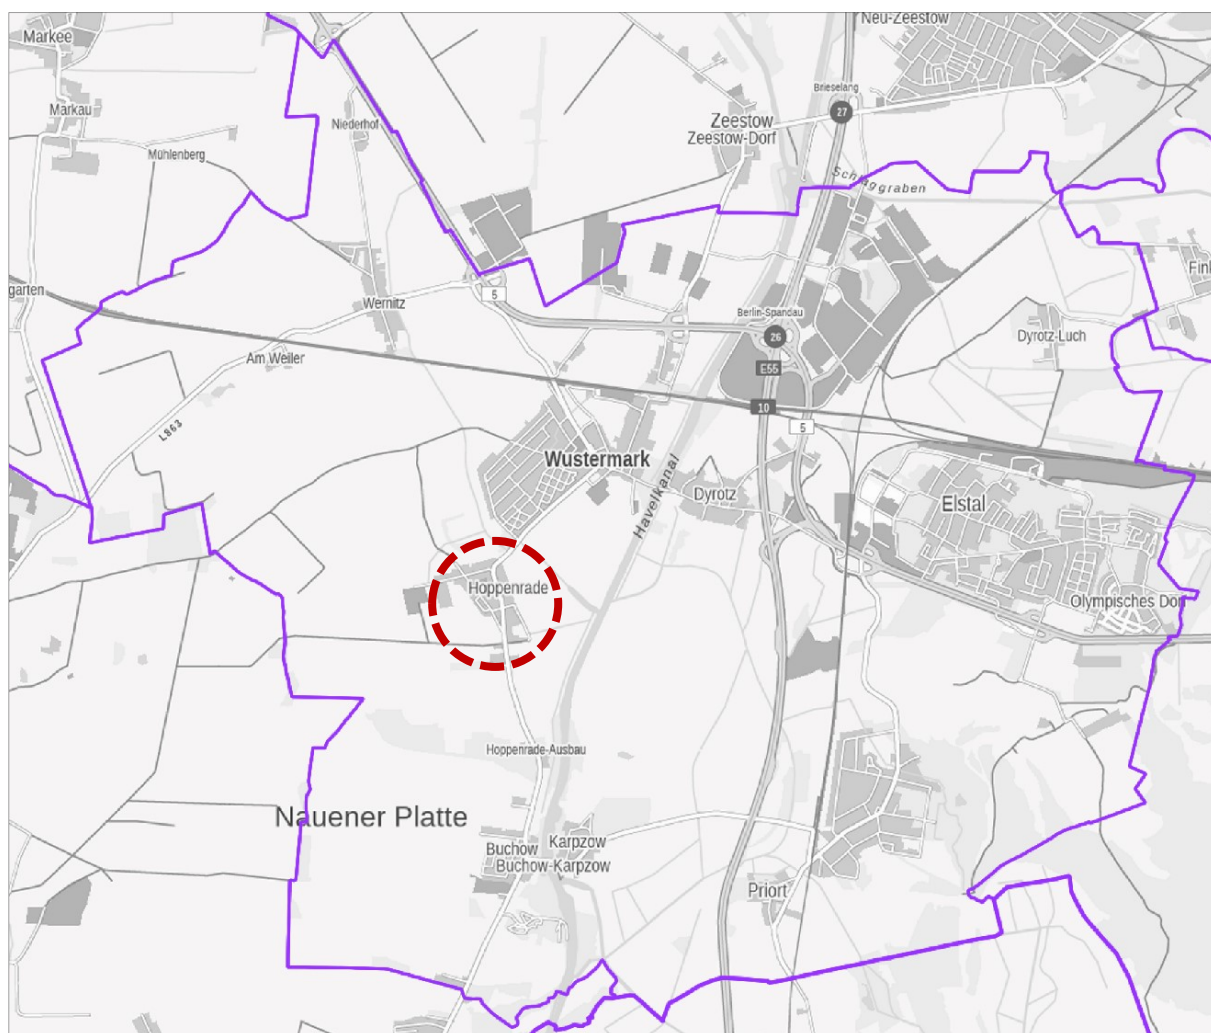 Neu-Zeestow
Markee
Brieselang
27
Markau
Zeestow
Zeestow-Dorf
Niederhof
Mühlenberg
Schlaggraben
garten
5
Fink
Wernitz
Berlin-Spandau
26
Dyrotz-Luch
Am Weiler
E55
10
L863
5
Wustermark
Havelkanal
Dyrotz
Elstal
Hoppenrade
Olympisches Dorf
Hoppenrade-Ausbau
Nauener Platte
Buchow
Karpzow
Buchow-Karpzow
Priort